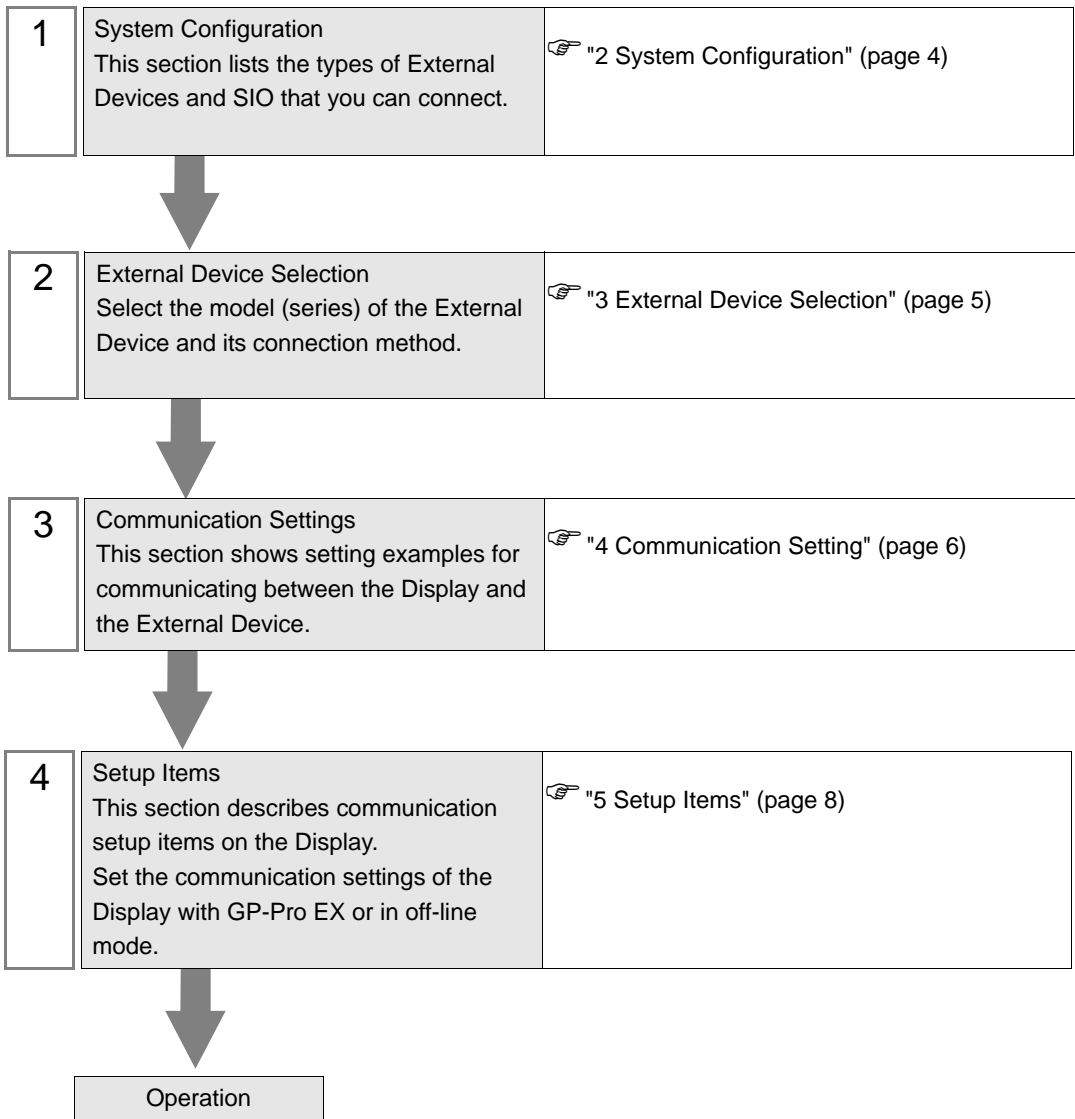 1
System Configuration
This section lists the types of External
Devices and SIO that you can connect.
"2 System Configuration" (page 4)
2
External Device Selection
Select the model (series) of the External
Device and its connection method.
"3 External Device Selection" (page 5)
3
Communication Settings
This section shows setting examples for
communicating between the Display and
the External Device.
"4 Communication Setting" (page 6)
4
Setup Items
This section describes communication
setup items on the Display.
Set the communication settings of the
Display with GP-Pro EX or in off-line
mode.
"5 Setup Items" (page 8)
Operation